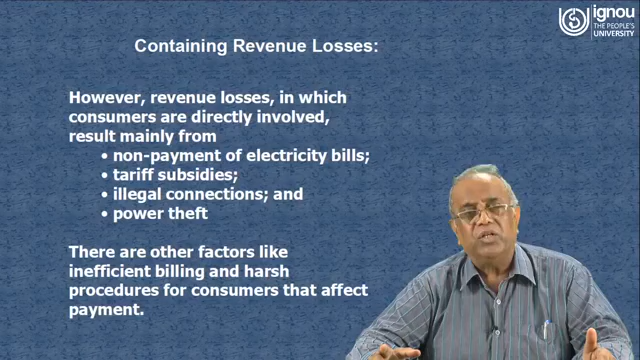 ignou
THE PEOPLE'S
UNIVERSITY
Containing Revenue Losses:
However, revenue losses, in which
consumers are directly involved,
result mainly from
• non-payment of electricity bills;
• tariff subsidies;
• illegal connections; and
• power theft
There are other factors like
inefficient billing and harsh
procedures for consumers that affect
payment.